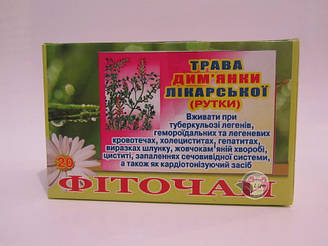 ТРАВА
ДИМ'ЯНКИ
ЛІКАРСЬКОЇ
(РУТКИ)
Вживати при
туберкульозі легенів,
гемороїдальних та легеневих
кровотечах, холециститах, гепатитах,
виразках шлунку, жовчокам'яній хворобі,
циститі, запаленнях сечовивідної системи,
а також як кардіотонізуючий засіб
20
ФІТОЧАЙ